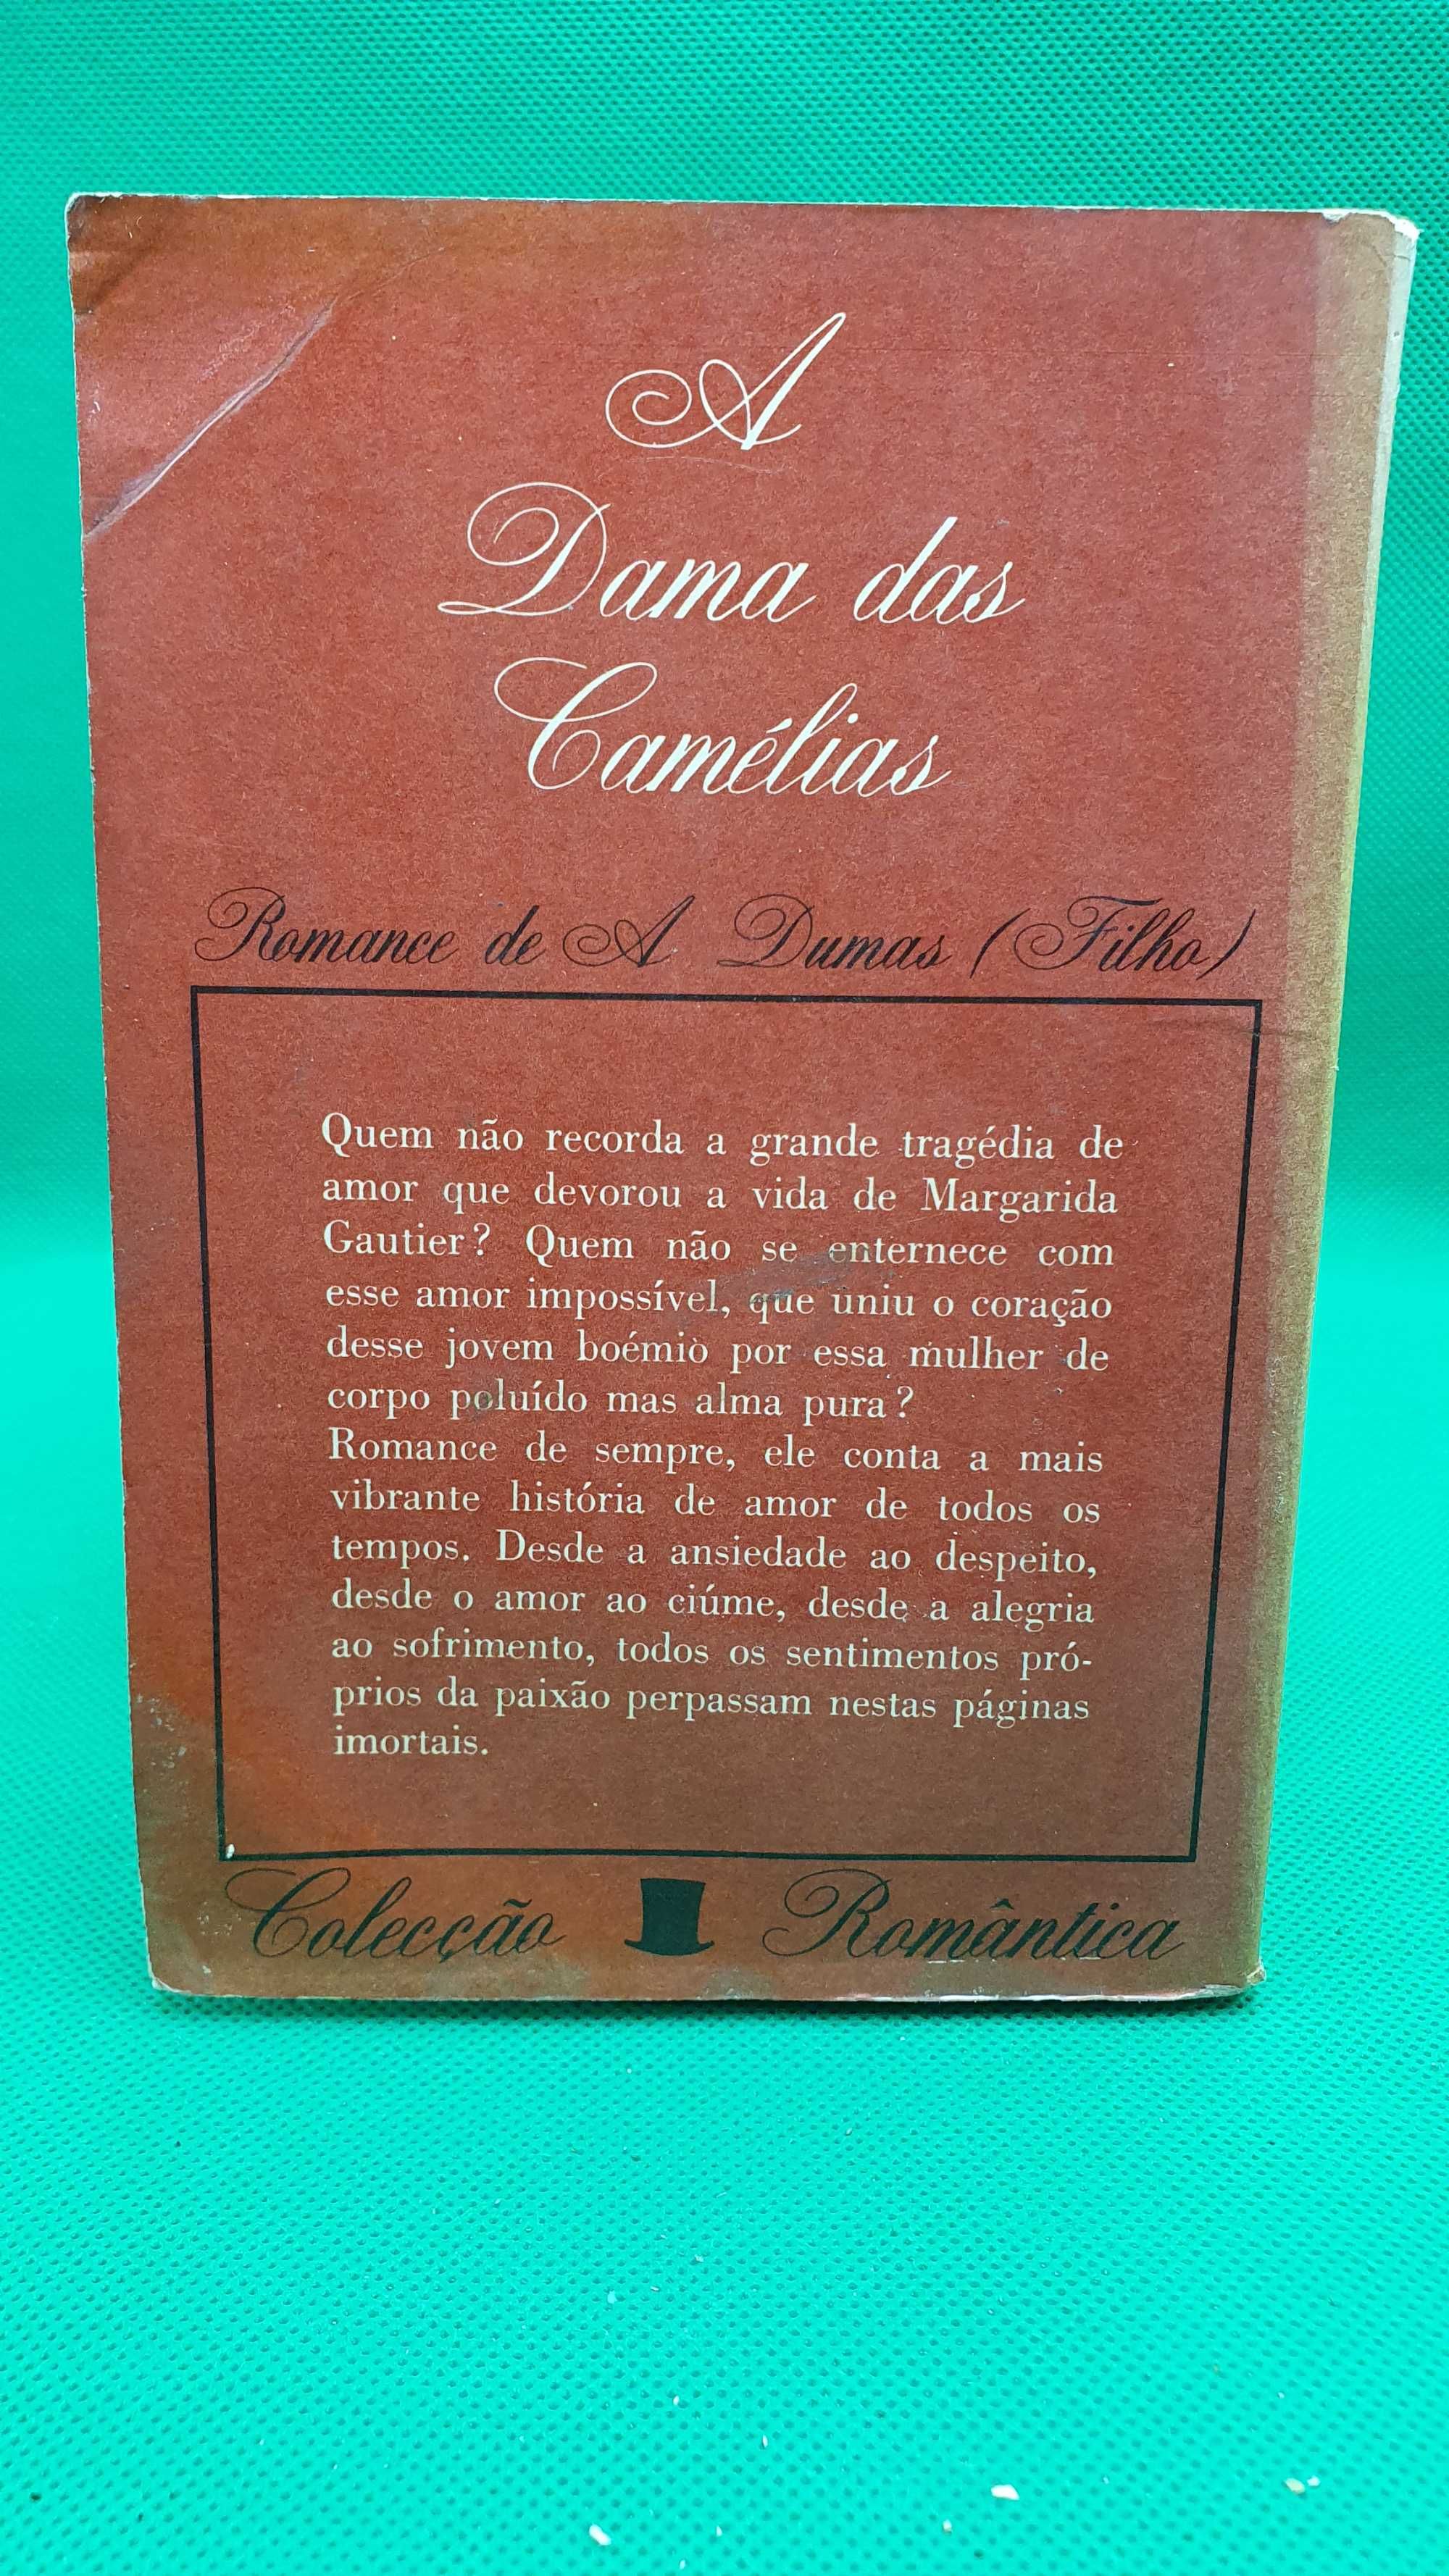 A
Dama das
Camélias
Romance de A Dumas (Filho)
Quem não recorda a grande tragédia de
amor que devorou a vida de Margarida
Gautier? Quem não se enternece com
esse amor impossível, que uniu o coração
desse jovem boémio por essa mulher de
corpo poluído mas alma pura?
Romance de sempre, ele conta a mais
vibrante história de amor de todos os
tempos. Desde a ansiedade ao despeito,
desde o amor ao ciúme, desde a alegria
ao sofrimento, todos os sentimentos pró-
prios da paixão perpassam nestas páginas
imortais.
Colecção Romântica